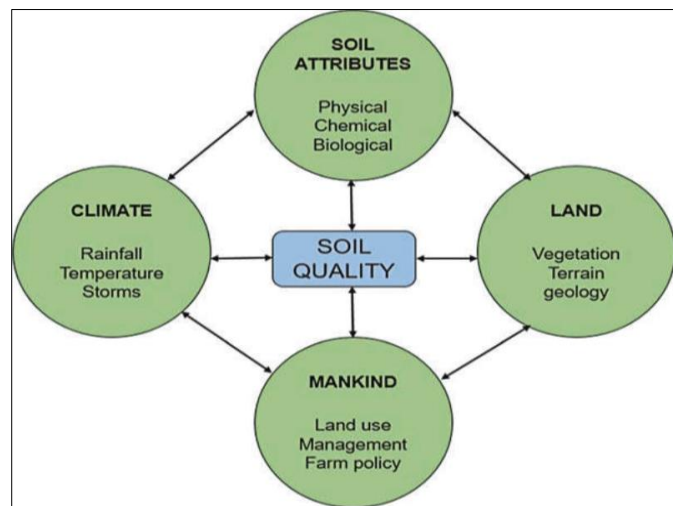 SOIL
ATTRIBUTES
Physical
Chemical
Biological
CLIMATE
Rainfall
Temperature
Storms
SOIL
QUALITY
LAND
Vegetation
Terrain
geology
MANKIND
Land use
Management
Farm policy